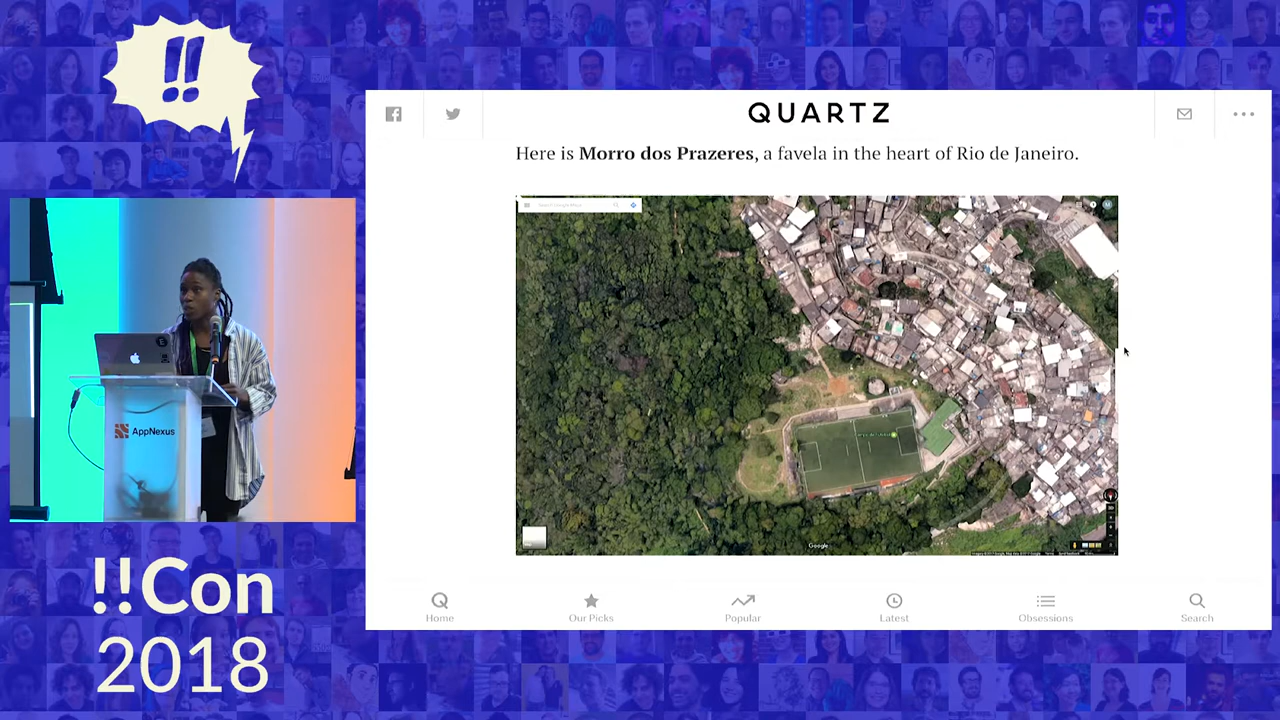 !!
QUARTZ
Here is Morro dos Prazeres, a favela in the heart of Rio de Janeiro.
Google
AppNexus
Home
Our Picks
Popular
Latest
Obsessions
Search
!!Con
2018